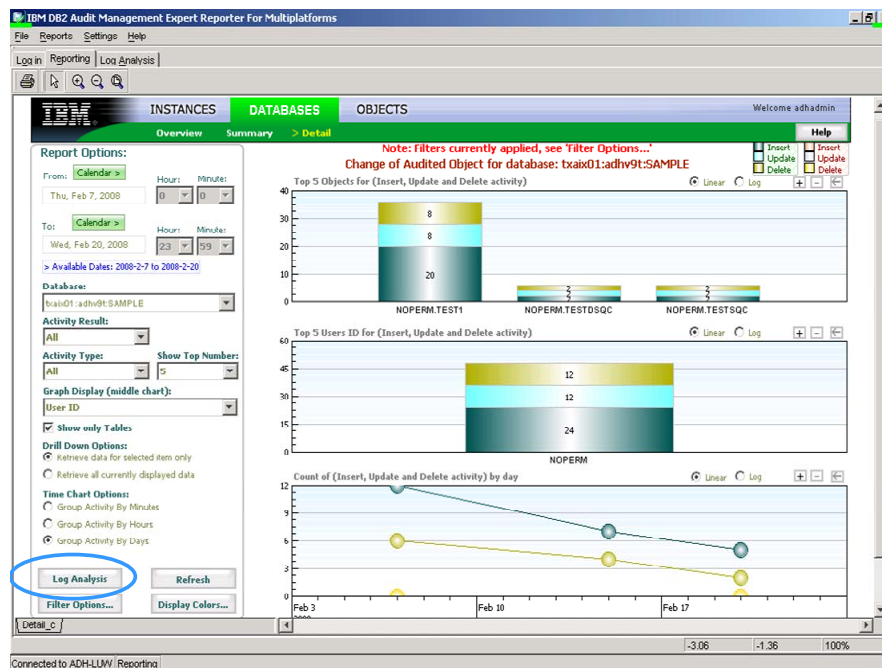 IBM DB2 Audit Management Expert Reporter For Multiplatforms
File Reports Settings Help
Log in Reporting Log Analysis
IBM INSTANCES DATABASES OBJECTS Welcome adhadmin
Overview Summary > Detail Help
Report Options:
From: Calendar > Hour: Minute:
Thu, Feb 7, 2008 0 0
To: Calendar > Hour: Minute:
Wed, Feb 20, 2008 23 59
> Available Dates: 2008-2-7 to 2008-2-20
Database:
txaix01:adhv9t:SAMPLE
Activity Result:
All
Activity Type: Show Top Number:
All 5
Graph Display (middle chart):
User ID
Show only Tables
Drill Down Options:
Retrieve data for selected item only
Retrieve all currently displayed data
Time Chart Options:
Group Activity By Minutes
Group Activity By Hours
Group Activity By Days
Log Analysis Refresh
Filter Options... Display Colors...
Note: Filters currently applied, see 'Filter Options...'
Change of Audited Object for database: txaix01:adhv9t:SAMPLE
Insert Insert
Update Update
Delete Delete
Top 5 Objects for (Insert, Update and Delete activity) Linear Log
40
30
20
10
0
8
8
20
2
2
2
2
2
2
NOPERM.TEST1 NOPERM.TESTDSQC NOPERM.TESTSQC
Top 5 Users ID for (Insert, Update and Delete activity) Linear Log
60
45
30
15
0
12
12
24
NOPERM
Count of (Insert, Update and Delete activity) by day Linear Log
12
9
6
3
0
Feb 3 Feb 10 Feb 17
Detail_c
-3.06 -1.36 100%
Connected to ADH-LUW Reporting